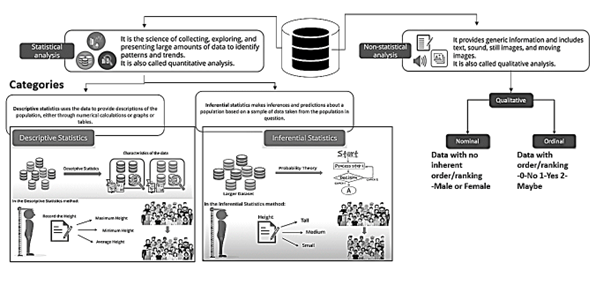 Statistical
analysis
It is the science of collecting, exploring, and
presenting large amounts of data to identify
patterns and trends.
It is also called quantitative analysis.
Non-statistical
analysis
It provides generic information and includes
text, sound, still images, and moving
images.
It is also called qualitative analysis.
Categories
Descriptive statistics uses the data to provide descriptions of the
population, either through numerical calculations or graphs or
tables.
Inferential statistics makes inferences and predictions about a
population based on a sample of data taken from the population in
question.
Qualitative
Nominal
Ordinal
Data with no
inherent
order/ranking
-Male or Female
Data with
order/ranking
-0-No 1-Yes 2-
Maybe
Descriptive Statistics
Characteristics of the data
Descriptive Statistics
In the Descriptive Statistics method:
Record the Height
Maximum Height
Minimum Height
Average Height
Inferential Statistics
Larger Dataset
Probability Theory
Start
Process step 1
Decision
A
In the Inferential Statistics method:
Height
Tall
Medium
Small